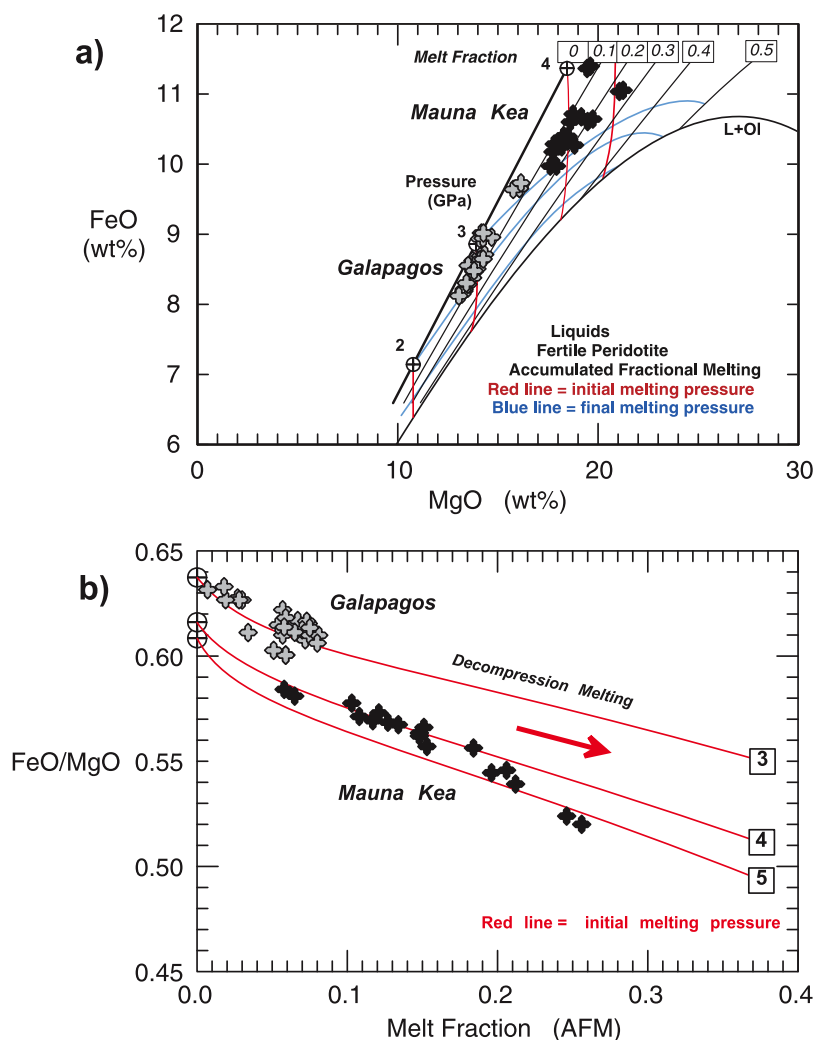 a)
12
11
10
9
8
7
6
FeO
(wt%)
Melt Fraction
4
0
0.1
0.2
0.3
0.4
0.5
Mauna Kea
L+Ol
Pressure
(GPa)
3
Galapagos
2
Liquids
Fertile Peridotite
Accumulated Fractional Melting
Red line = initial melting pressure
Blue line = final melting pressure
0
10
20
30
MgO (wt%)
b)
0.65
0.60
0.55
0.50
0.45
FeO/MgO
Galapagos
Decompression Melting
Mauna Kea
3
4
5
Red line = initial melting pressure
0.0
0.1
0.2
0.3
0.4
Melt Fraction (AFM)